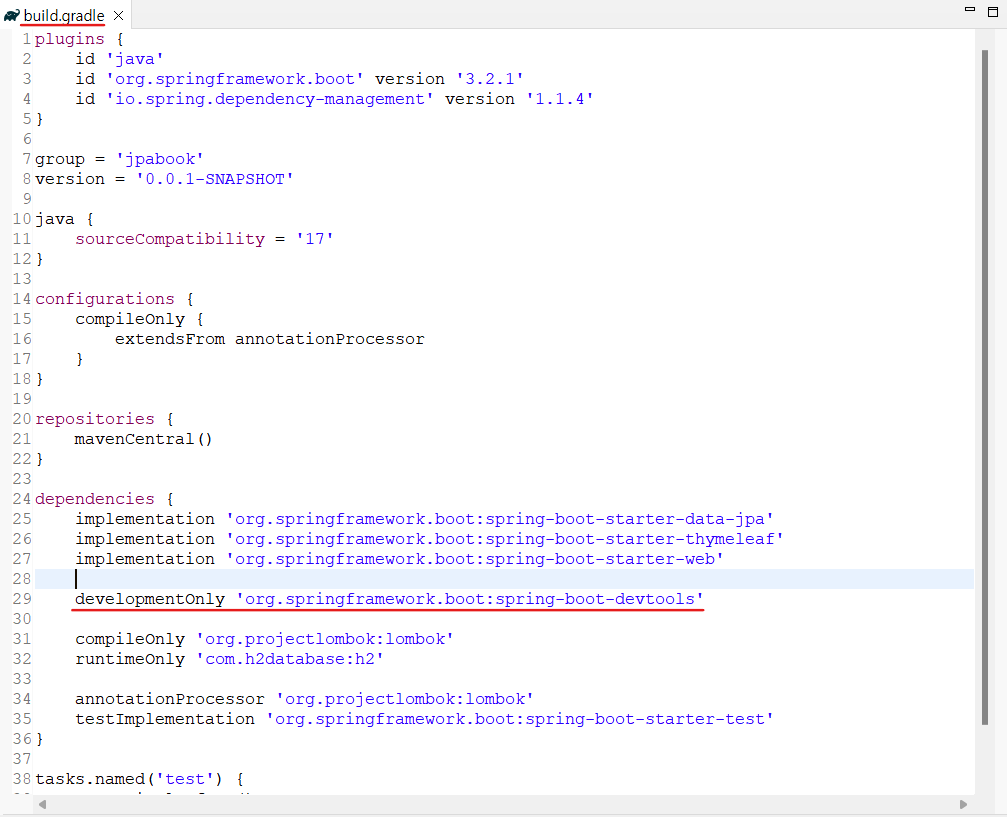 build.gradle
1 plugins {
2 id 'java'
3 id 'org.springframework.boot' version '3.2.1'
4 id 'io.spring.dependency-management' version '1.1.4'
5 }
6
7 group = 'jpabook'
8 version = '0.0.1-SNAPSHOT'
9
10 java {
11 sourceCompatibility = '17'
12 }
13
14 configurations {
15 compileOnly {
16 extendsFrom annotationProcessor
17 }
18 }
19
20 repositories {
21 mavenCentral()
22 }
23
24 dependencies {
25 implementation 'org.springframework.boot:spring-boot-starter-data-jpa'
26 implementation 'org.springframework.boot:spring-boot-starter-thymeleaf'
27 implementation 'org.springframework.boot:spring-boot-starter-web'
28
29 developmentOnly 'org.springframework.boot:spring-boot-devtools'
30
31 compileOnly 'org.projectlombok:lombok'
32 runtimeOnly 'com.h2database:h2'
33
34 annotationProcessor 'org.projectlombok:lombok'
35 testImplementation 'org.springframework.boot:spring-boot-starter-test'
36 }
37
38 tasks.named('test') {